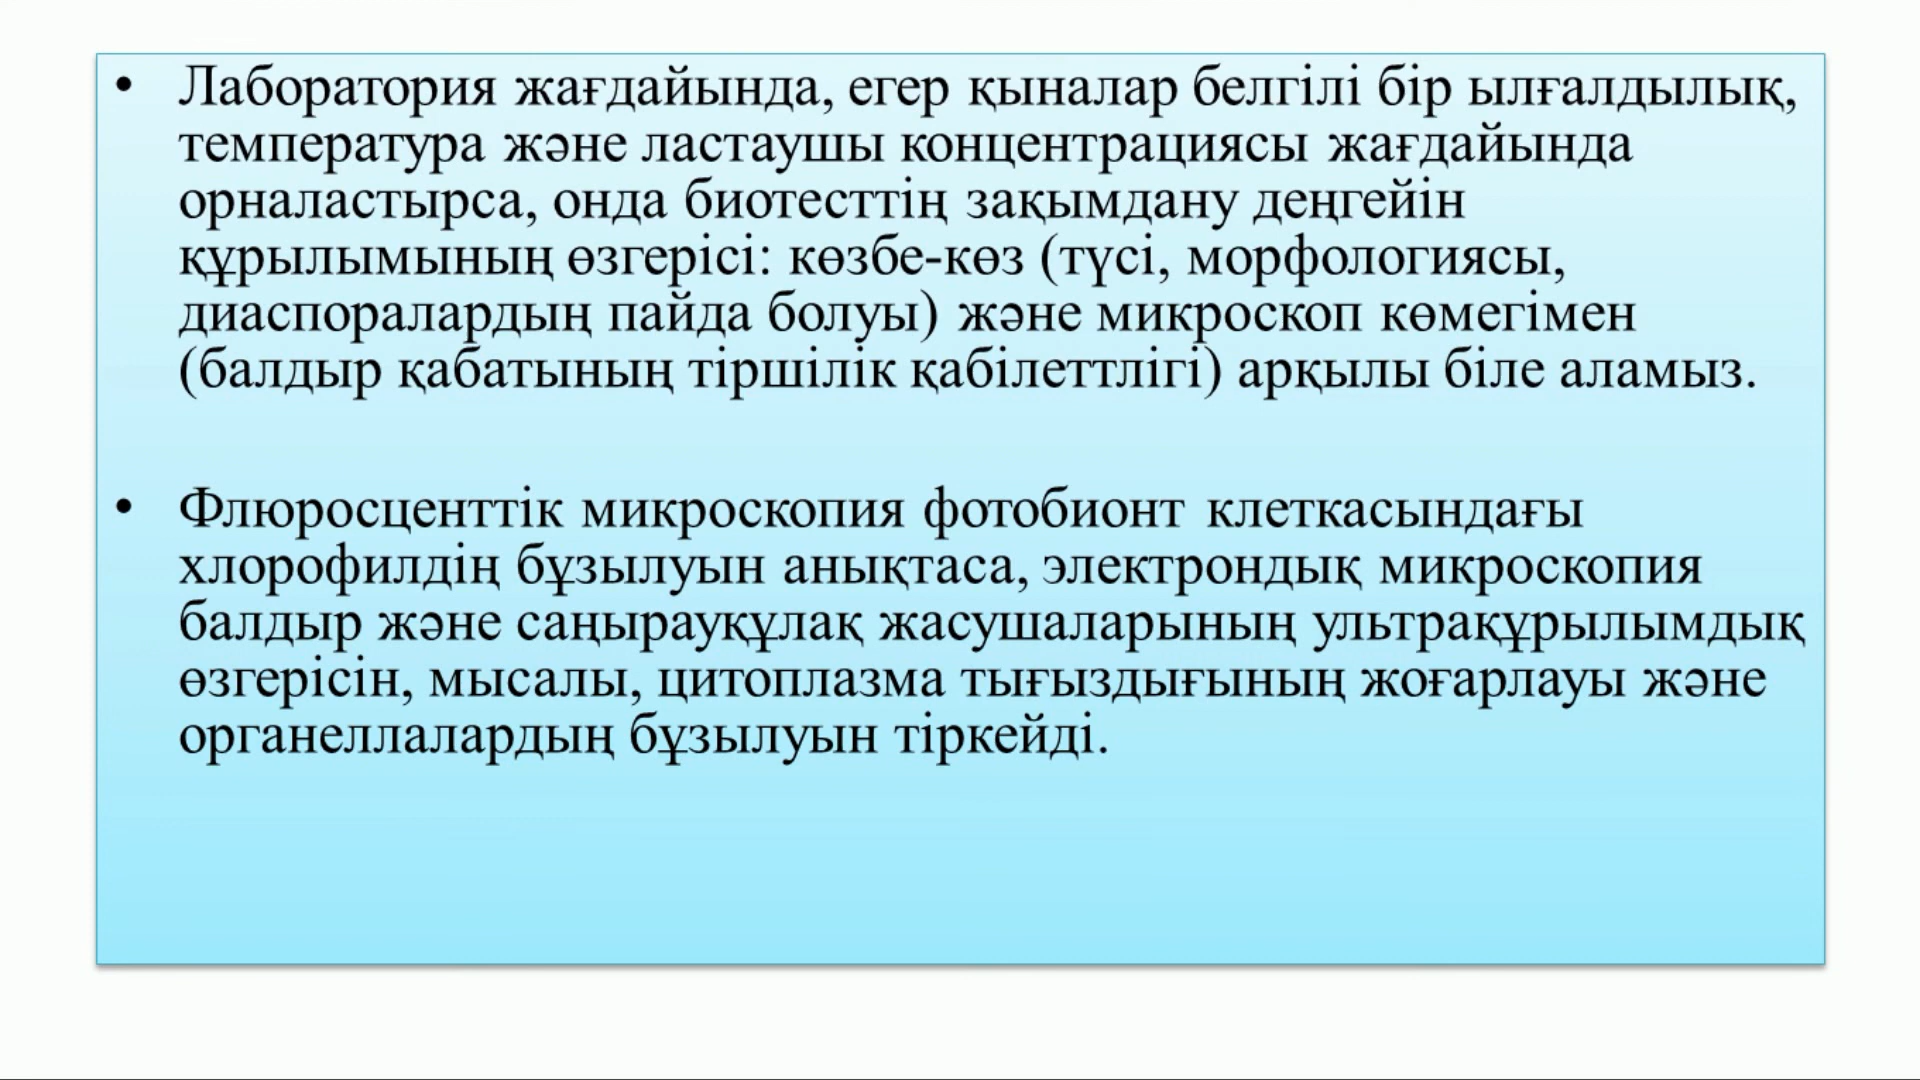 • Лаборатория жағдайында, егер қыналар белгілі бір ылғалдылық,
температура және ластаушы концентрациясы жағдайында
орналастырса, онда биотесттің зақымдану деңгейін
құрылымының өзгерісі: көзбе-көз (түсі, морфологиясы,
диаспоралардың пайда болуы) және микроскоп көмегімен
(балдыр қабатының тіршілік қабілеттлігі) арқылы біле аламыз.
• Флюросценттік микроскопия фотобионт клеткасындағы
хлорофилдің бұзылуын анықтаса, электрондық микроскопия
балдыр және саңырауқұлақ жасушаларының ультрақұрылымдық
өзгерісін, мысалы, цитоплазма тығыздығының жоғарлауы және
органеллалардың бұзылуын тіркейді.